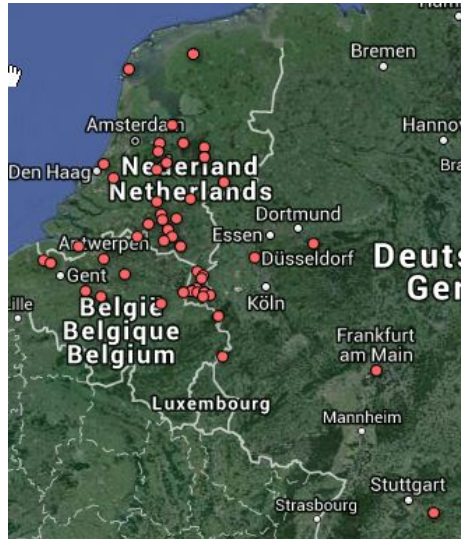 Ham
Bremen
Amsterdam
Hannov
Den Haag
Bra
Nederland
Netherlands
Dortmund
Essen
Antwerpen
Düsseldorf
Deuts
Gent
Ger
Köln
Lille
België
Belgique
Belgium
Frankfurt
am Main
Luxembourg
Mannheim
Stuttgart
Strasbourg